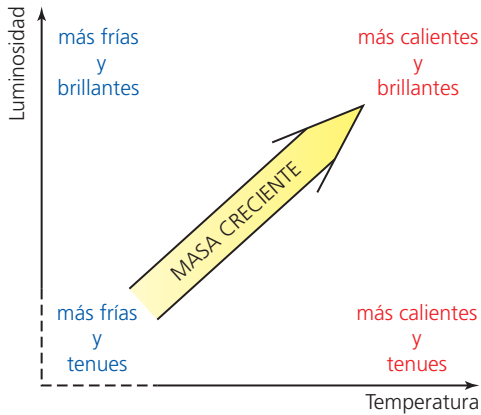 Luminosidad
más frías
y
brillantes
más calientes
y
brillantes
MASA CRECIENTE
más frías
y
tenues
más calientes
y
tenues
Temperatura